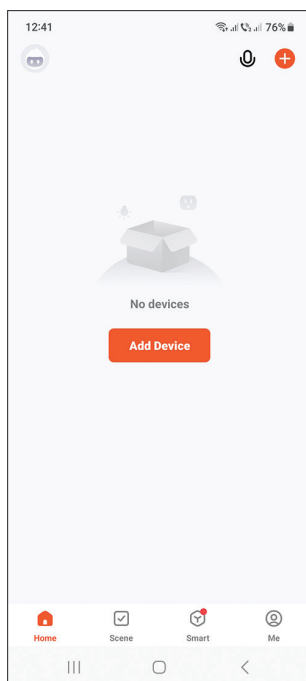 12:41
76%
No devices
Add Device
Home
Scene
Smart
Me